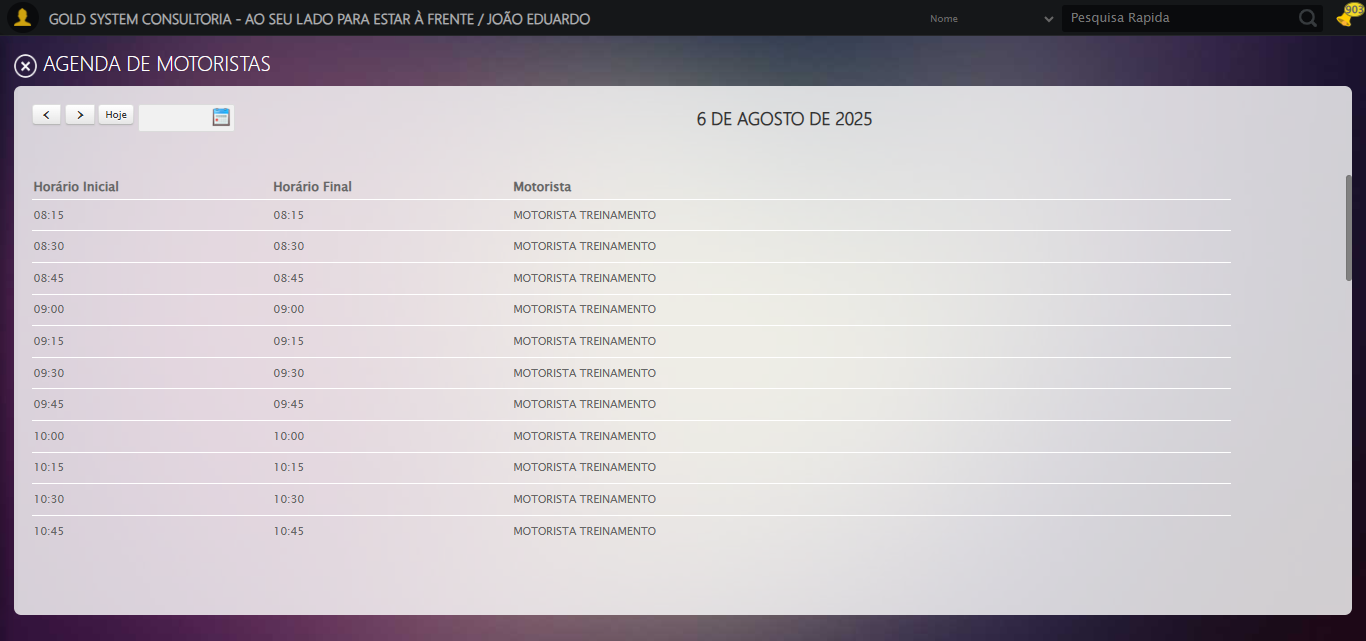 GOLD SYSTEM CONSULTORIA - AO SEU LADO PARA ESTAR À FRENTE / JOÃO EDUARDO Nome Pesquisa Rapida 903
AGENDA DE MOTORISTAS
< > Hoje 6 DE AGOSTO DE 2025
Horário Inicial Horário Final Motorista
08:15 08:15 MOTORISTA TREINAMENTO
08:30 08:30 MOTORISTA TREINAMENTO
08:45 08:45 MOTORISTA TREINAMENTO
09:00 09:00 MOTORISTA TREINAMENTO
09:15 09:15 MOTORISTA TREINAMENTO
09:30 09:30 MOTORISTA TREINAMENTO
09:45 09:45 MOTORISTA TREINAMENTO
10:00 10:00 MOTORISTA TREINAMENTO
10:15 10:15 MOTORISTA TREINAMENTO
10:30 10:30 MOTORISTA TREINAMENTO
10:45 10:45 MOTORISTA TREINAMENTO